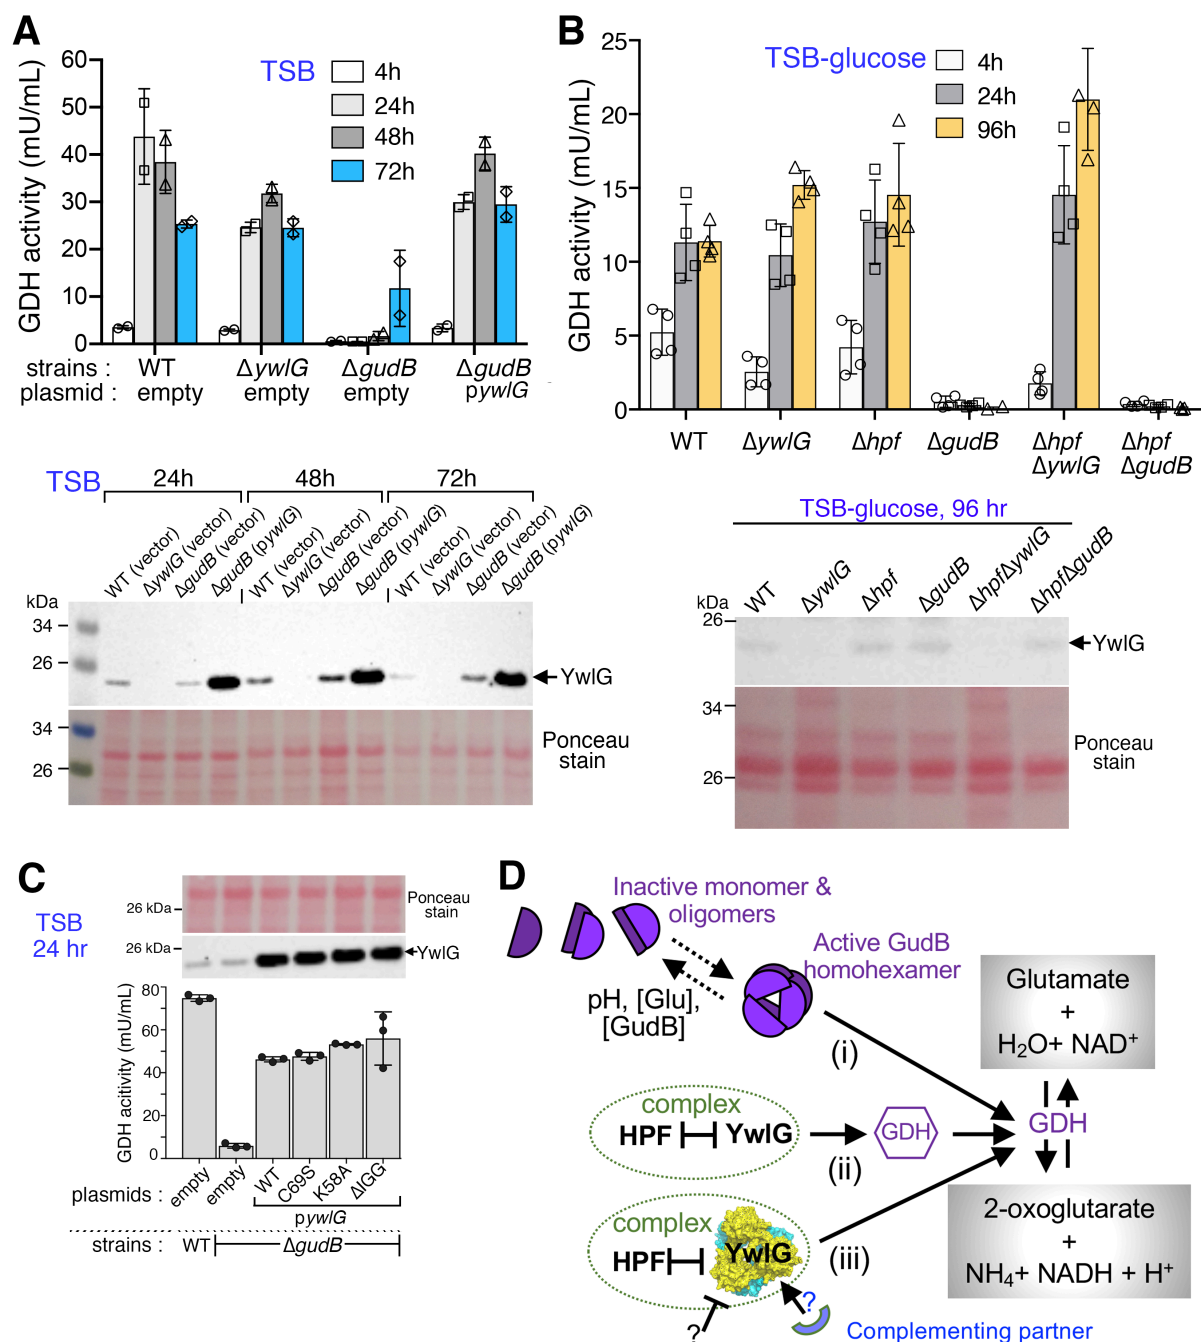 A
TSB
4h
24h
48h
72h
GDH activity (mU/mL)
60
50
40
30
20
10
0
strains : WT ΔywlG ΔgudB ΔgudB
plasmid : empty empty empty pywlG
B
TSB-glucose
4h
24h
96h
GDH activity (mU/mL)
25
20
15
10
5
0
WT ΔywlG Δhpf ΔgudB Δhpf Δhpf
ΔywlG ΔgudB
TSB 24h 48h 72h
WT (vector)
ΔywlG (vector)
ΔgudB (vector)
ΔgudB (pywlG)
WT (vector)
ΔywlG (vector)
ΔgudB (vector)
ΔgudB (pywlG)
WT (vector)
ΔywlG (vector)
ΔgudB (vector)
ΔgudB (pywlG)
kDa
34
26
YwlG
34
26
Ponceau
stain
TSB-glucose, 96 hr
WT
ΔywlG
Δhpf
ΔgudB
ΔhpfΔywlG
ΔhpfΔgudB
kDa
26
YwlG
34
26
Ponceau
stain
C
TSB
24 hr
26 kDa
Ponceau
stain
26 kDa
YwlG
GDH acitivity (mU/mL)
80
60
40
20
0
plasmids : empty empty WT C69S K58A ΔIGG
pywlG
strains : WT ΔgudB
D
Inactive monomer &
oligomers
Active GudB
homohexamer
pH, [Glu],
[GudB]
(i)
Glutamate
+
H₂O+ NAD⁺
complex
HPF YwlG
GDH
GDH
(ii)
complex
HPF YwlG
(iii)
2-oxoglutarate
+
NH₄+ NADH + H⁺
?
?
Complementing partner